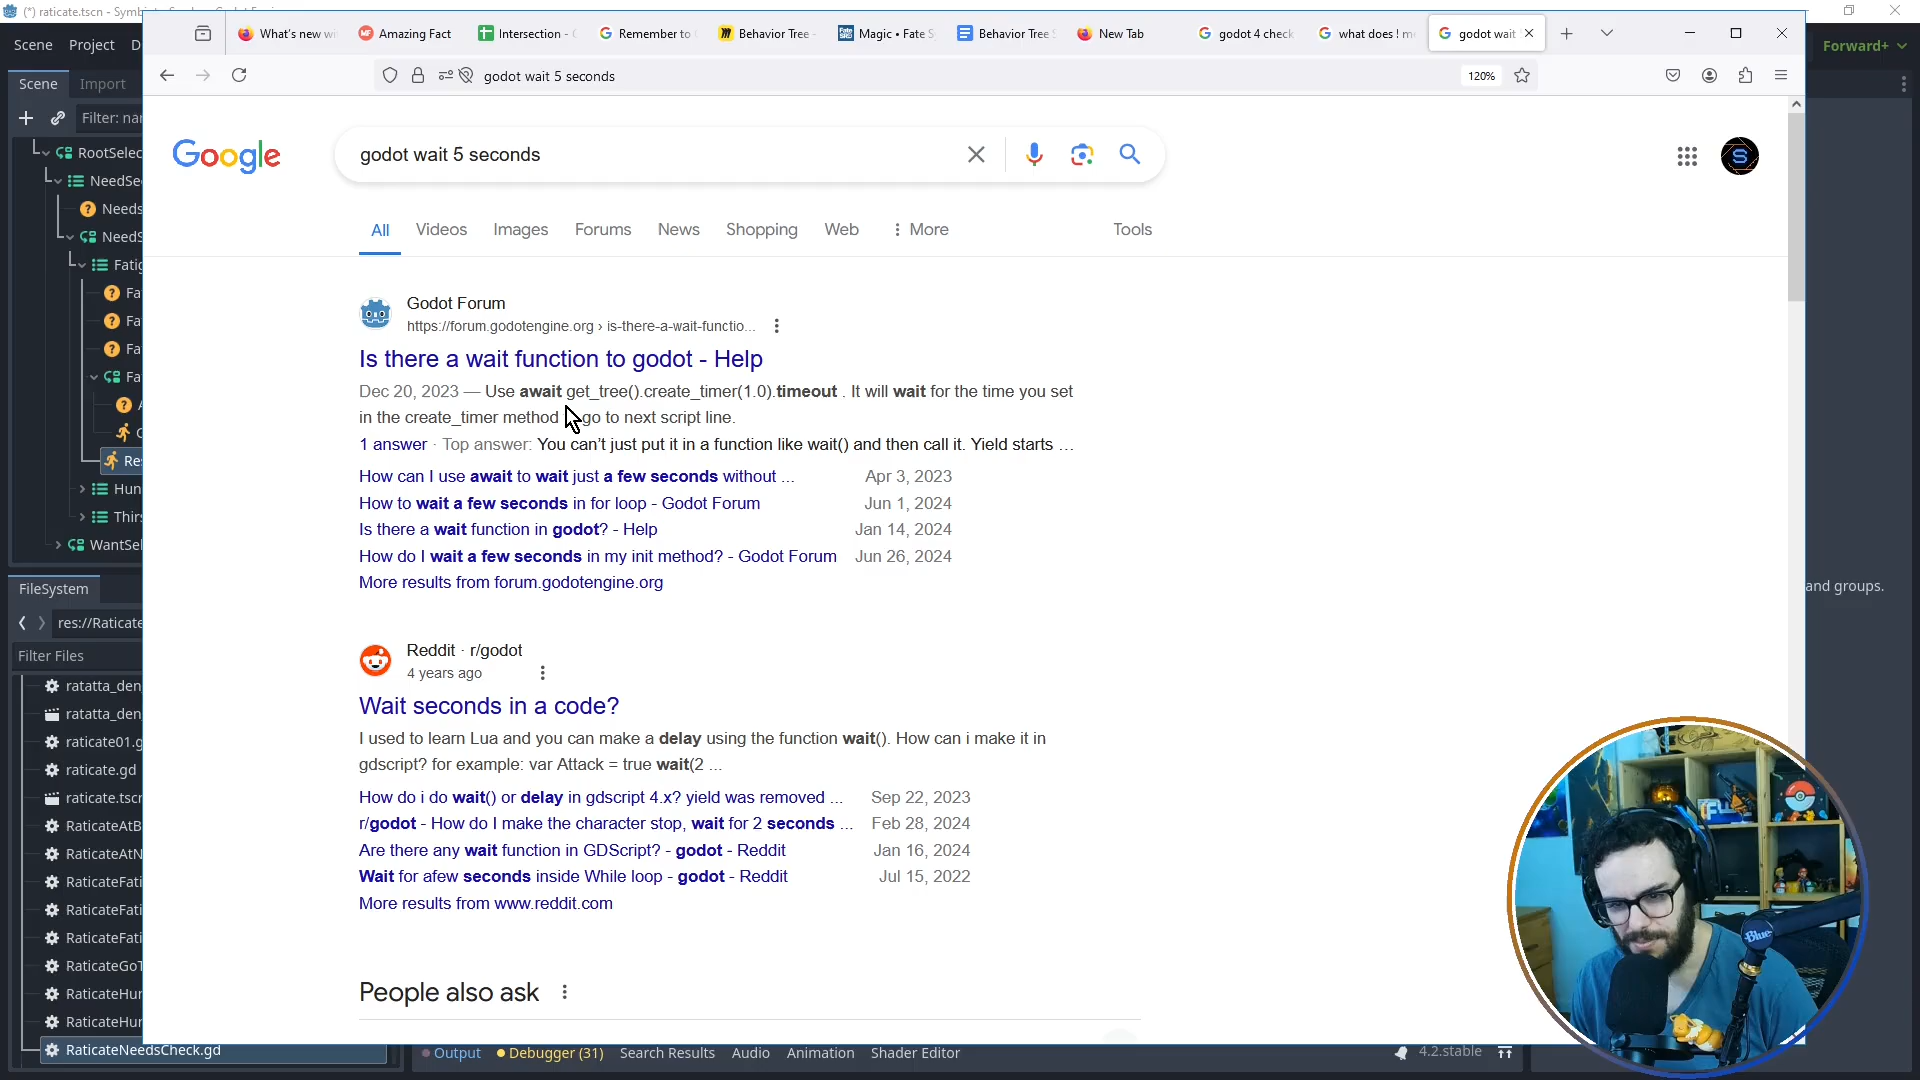 (*) raticate.tscn - Symbi
Scene Project D
Forward+
Scene Import
Filter: nar
RootSelec
NeedSe
Needs
NeedS
Fatig
Fa
Fa
Fa
Fa
Res
Hun
Thirs
WantSel
FileSystem
res://Raticate
Filter Files
ratatta_den
ratatta_den
raticate01.g
raticate.gd
raticate.tscn
RaticateAtB
RaticateAtN
RaticateFati
RaticateFati
RaticateFati
RaticateGoT
RaticateHun
RaticateHun
RaticateNeedsCheck.gd
What's new wi
Amazing Fact
Intersection -
Remember to
Behavior Tree -
Magic • Fate S
Behavior Tree
New Tab
godot 4 check
what does ! m
godot wait
godot wait 5 seconds
120%
Google
godot wait 5 seconds
All Videos Images Forums News Shopping Web More Tools
Godot Forum
https://forum.godotengine.org › is-there-a-wait-functio...
Is there a wait function to godot - Help
Dec 20, 2023 — Use await get_tree().create_timer(1.0).timeout . It will wait for the time you set
in the create_timer method go to next script line.
1 answer · Top answer: You can't just put it in a function like wait() and then call it. Yield starts ...
How can I use await to wait just a few seconds without ... Apr 3, 2023
How to wait a few seconds in for loop - Godot Forum Jun 1, 2024
Is there a wait function in godot? - Help Jan 14, 2024
How do I wait a few seconds in my init method? - Godot Forum Jun 26, 2024
More results from forum.godotengine.org
Reddit · r/godot
4 years ago
Wait seconds in a code?
I used to learn Lua and you can make a delay using the function wait(). How can i make it in
gdscript? for example: var Attack = true wait(2 ...
How do i do wait() or delay in gdscript 4.x? yield was removed ... Sep 22, 2023
r/godot - How do I make the character stop, wait for 2 seconds ... Feb 28, 2024
Are there any wait function in GDScript? - godot - Reddit Jan 16, 2024
Wait for afew seconds inside While loop - godot - Reddit Jul 15, 2022
More results from www.reddit.com
People also ask
and groups.
Output Debugger (31) Search Results Audio Animation Shader Editor
4.2.stable
Blue